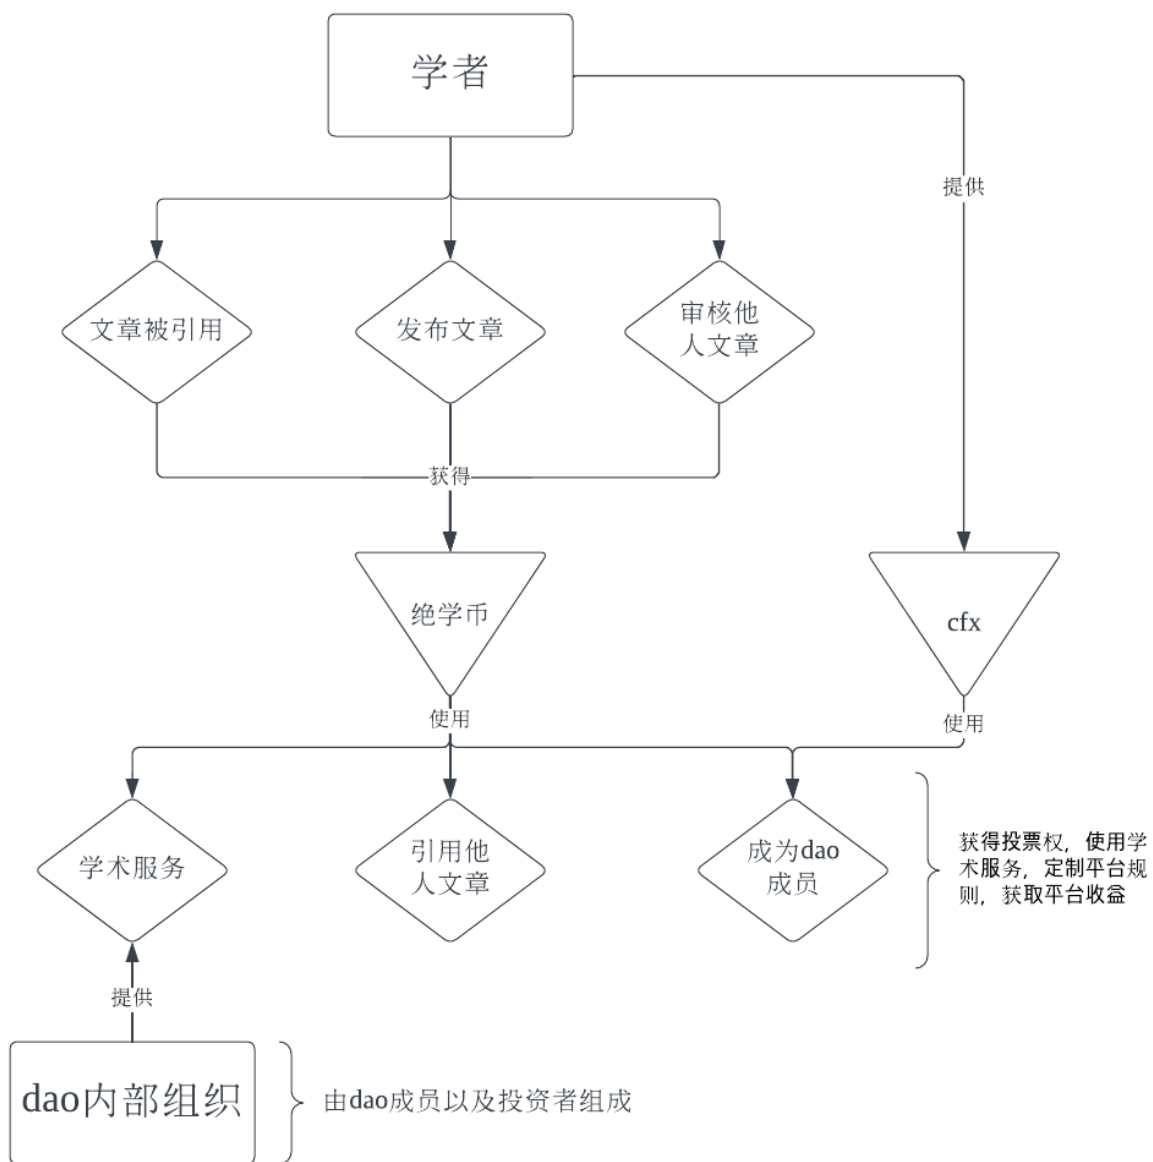 学者
提供
文章被引用
发布文章
审核他
人文章
获得
绝学币
cfx
使用
使用
学术服务
引用他
人文章
成为dao
成员
获得投票权，使用学
术服务，定制平台规
则，获取平台收益
提供
dao内部组织
由dao成员以及投资者组成